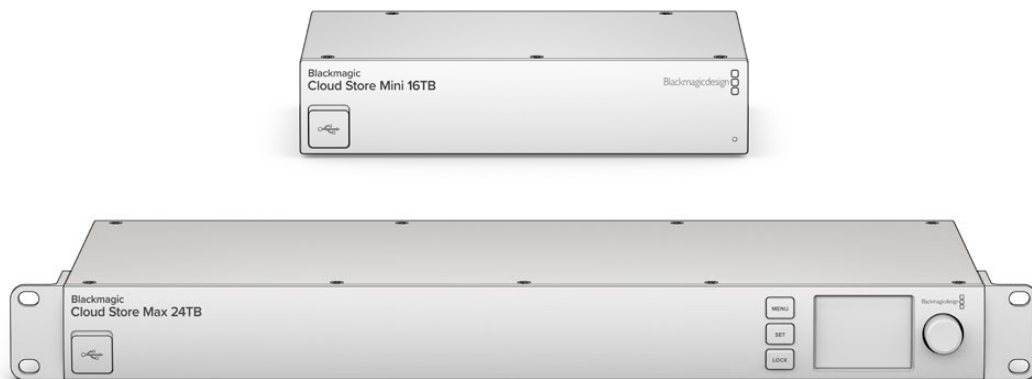 Blackmagic
Cloud Store Mini 16TB
Blackmagicdesign
Blackmagic
Cloud Store Max 24TB
MENU
SET
LOCK
Blackmagicdesign